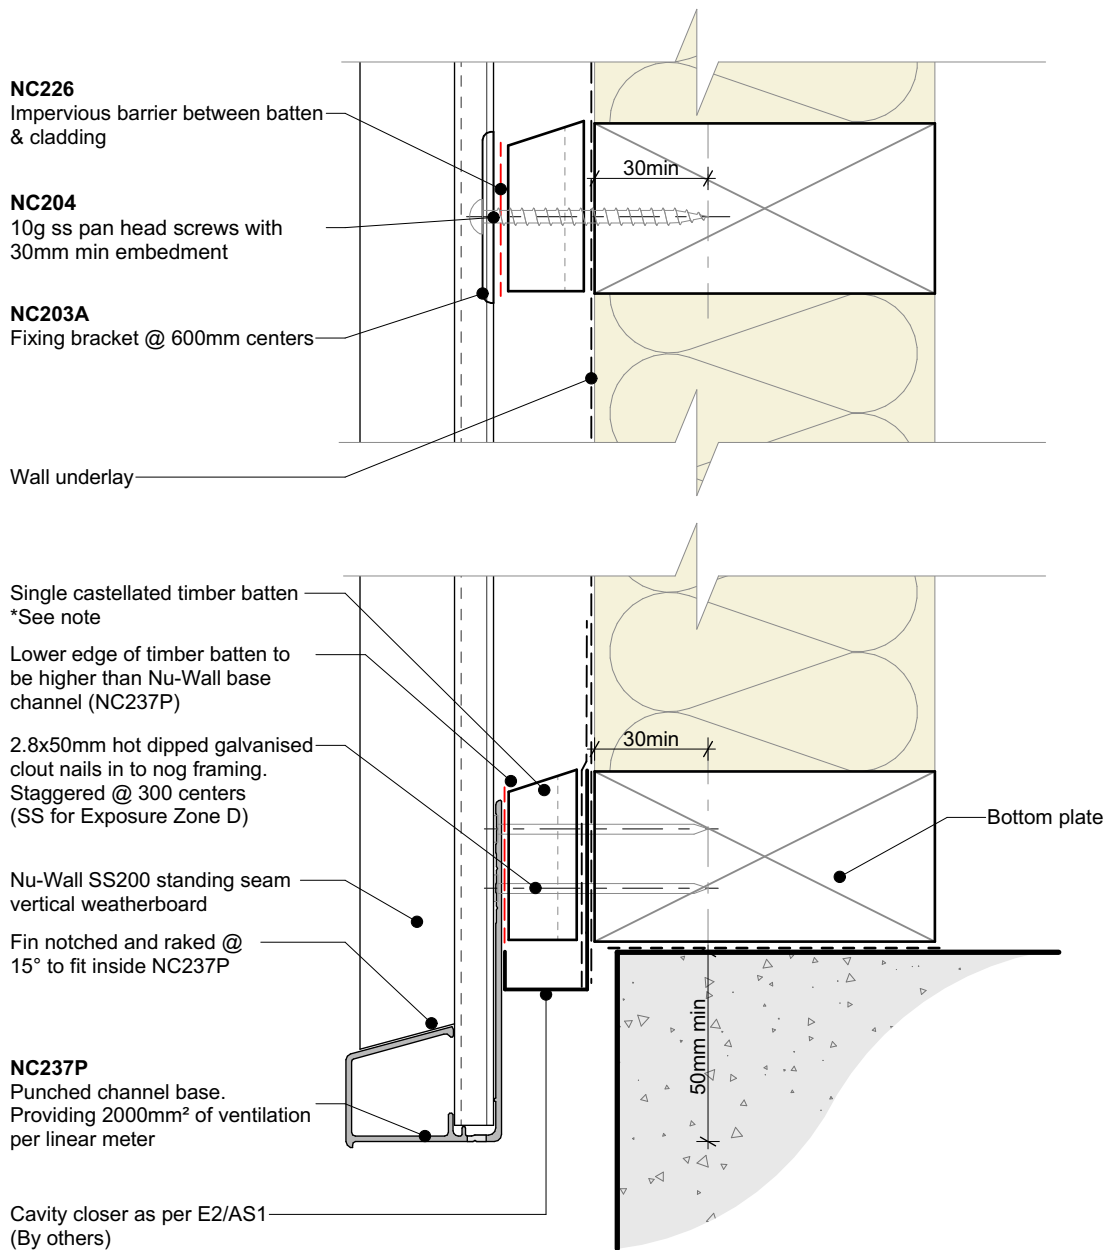 NC226
Impervious barrier between batten
& cladding
NC204
10g ss pan head screws with
30mm min embedment
NC203A
Fixing bracket @ 600mm centers
Wall underlay
30min
Single castellated timber batten
*See note
Lower edge of timber batten to
be higher than Nu-Wall base
channel (NC237P)
2.8x50mm hot dipped galvanised
clout nails in to nog framing.
Staggered @ 300 centers
(SS for Exposure Zone D)
Nu-Wall SS200 standing seam
vertical weatherboard
Fin notched and raked @
15° to fit inside NC237P
NC237P
Punched channel base.
Providing 2000mm² of ventilation
per linear meter
Cavity closer as per E2/AS1
(By others)
30min
Bottom plate
50mm min